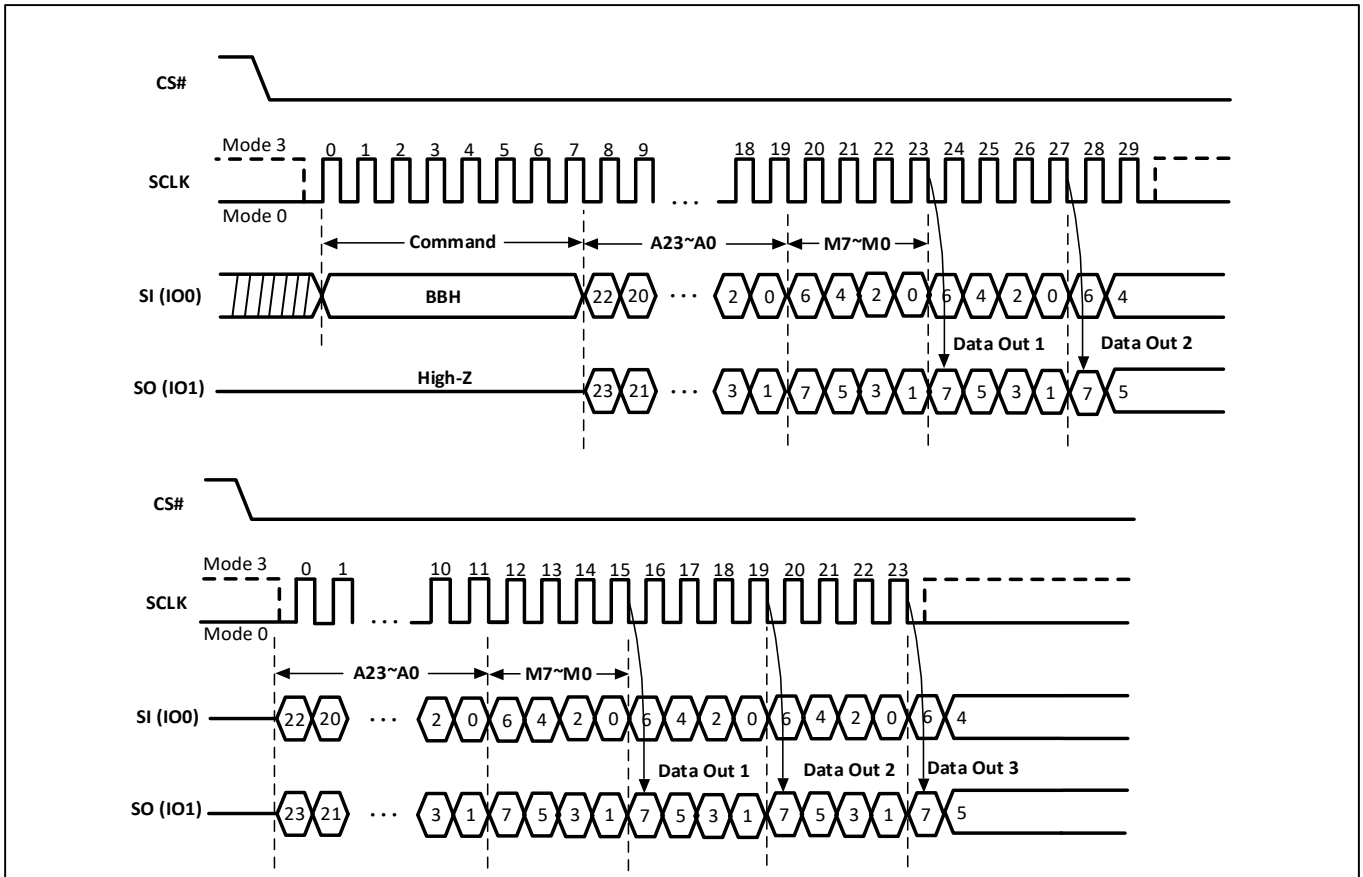 CS#
Mode 3
0 1 2 3 4 5 6 7 8 9 18 19 20 21 22 23 24 25 26 27 28 29
SCLK
...
Mode 0
Command A23~A0 M7~M0
SI (IO0) BBH 22 20 ... 2 0 6 4 2 0 6 4 2 0 6 4
Data Out 1 Data Out 2
High-Z
SO (IO1) 23 21 ... 3 1 7 5 3 1 7 5 3 1 7 5
CS#
Mode 3
0 1 10 11 12 13 14 15 16 17 18 19 20 21 22 23
SCLK
...
Mode 0
A23~A0 M7~M0
SI (IO0) 22 20 ... 2 0 6 4 2 0 6 4 2 0 6 4 2 0 6 4
Data Out 1 Data Out 2 Data Out 3
SO (IO1) 23 21 ... 3 1 7 5 3 1 7 5 3 1 7 5 3 1 7 5